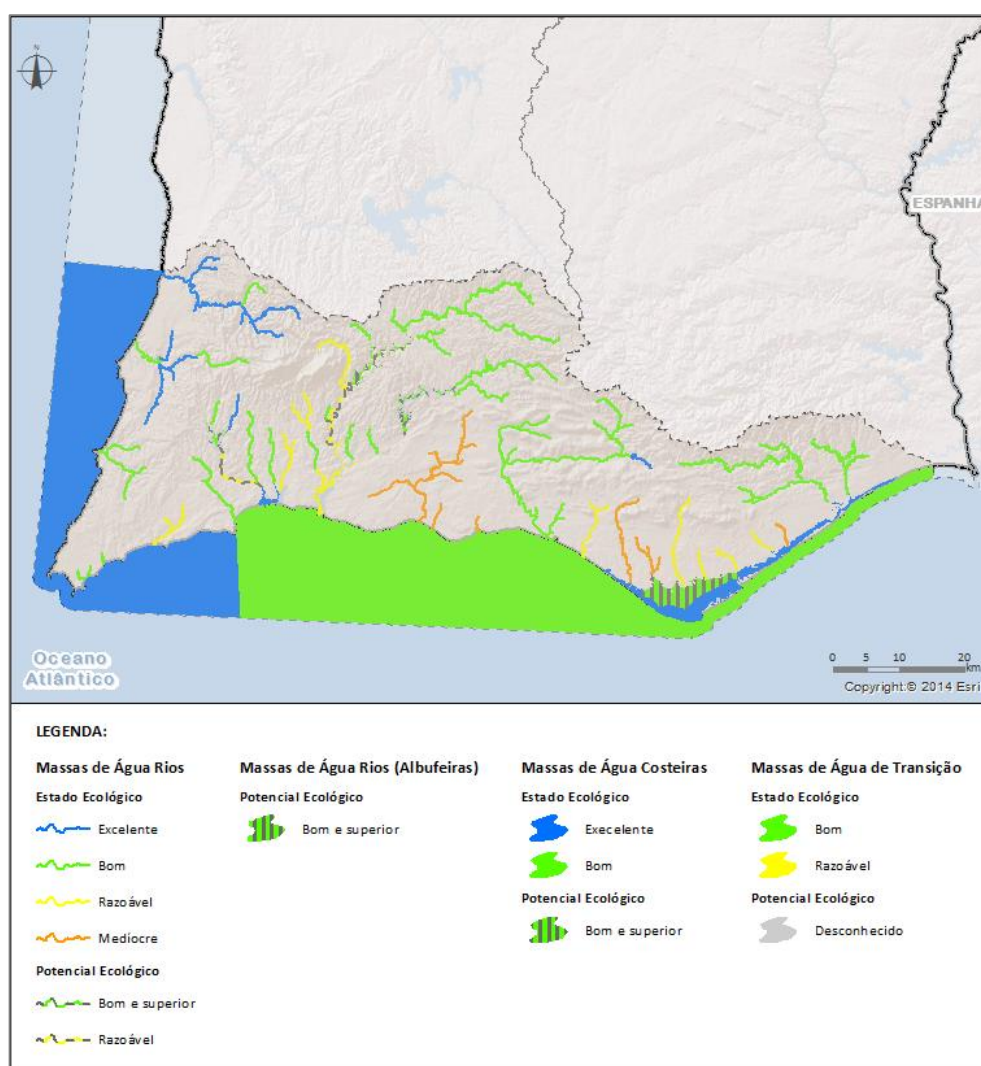 N
ESPANHA
Oceano
Atlântico
0 5 10 20
km
Copyright:© 2014 Esri
LEGENDA:
Massas de Água Rios
Estado Ecológico
Excelente
Bom
Razoável
Medíocre
Potencial Ecológico
Bom e superior
Razoável
Massas de Água Rios (Albufeiras)
Potencial Ecológico
Bom e superior
Massas de Água Costeiras
Estado Ecológico
Execelente
Bom
Potencial Ecológico
Bom e superior
Massas de Água de Transição
Estado Ecológico
Bom
Razoável
Potencial Ecológico
Desconhecido